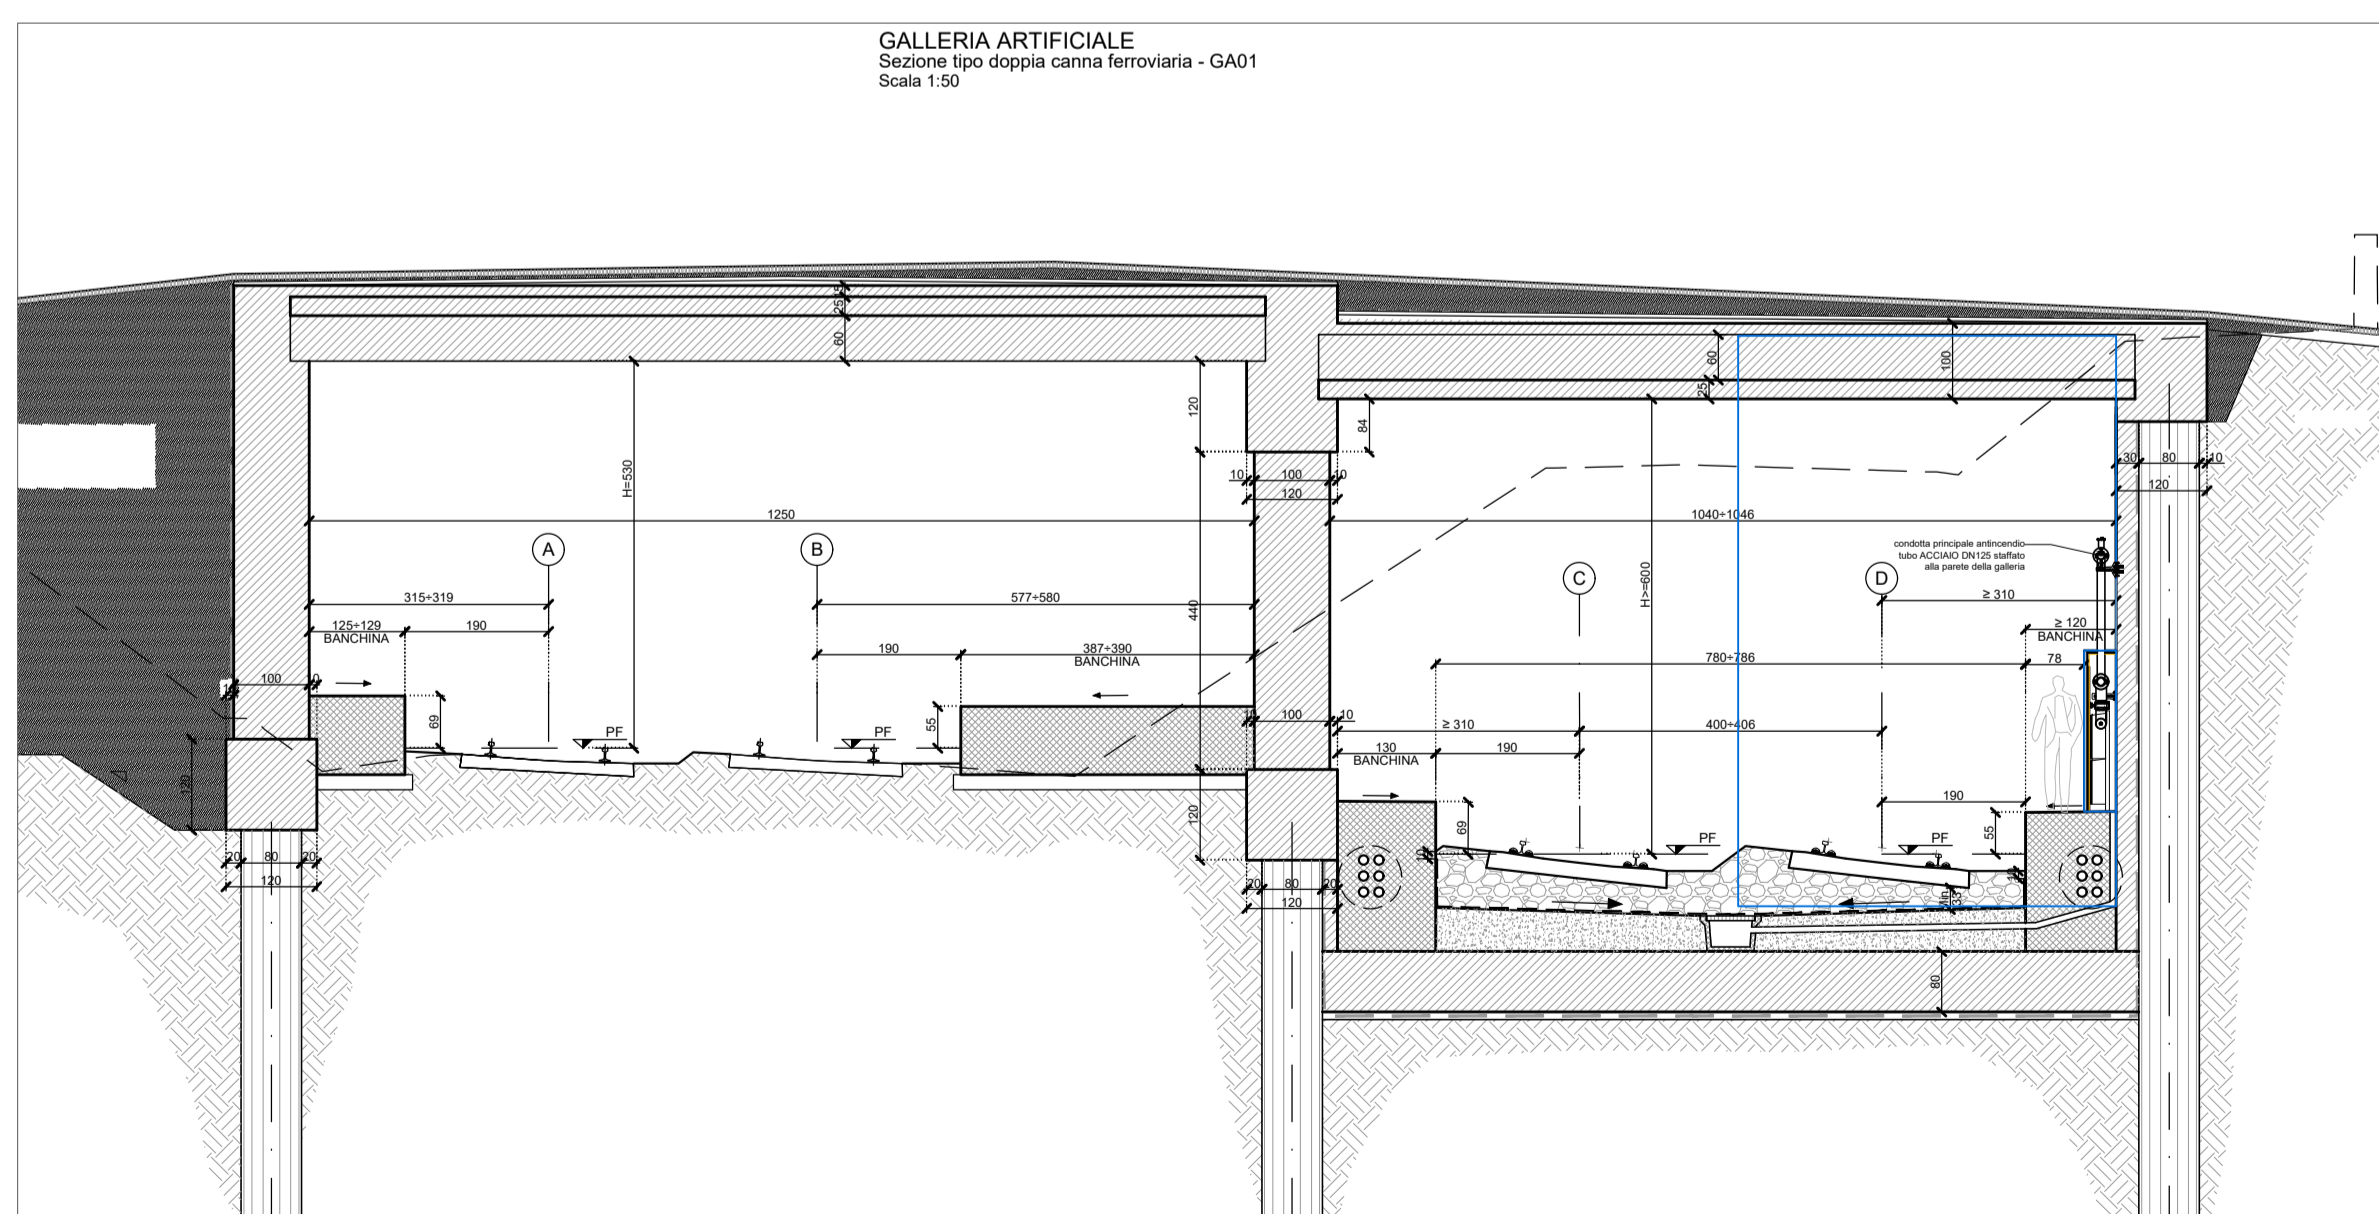 GALLERIA ARTIFICIALE
Sezione tipo doppia canna ferroviaria - GA01
Scala 1:50
25
60
60
25
100
120
84
H=530
10
100
10
120
30
80
10
120
1250
1040÷1046
A
B
C
D
condotta principale antincendio
tubo ACCIAIO DN125 staffato
alla parete della galleria
H>=600
315÷319
577÷580
≥ 310
440
125÷129
BANCHINA
190
190
387÷390
BANCHINA
≥ 120
BANCHINA
780÷786
78
100
69
PF
PF
55
100
10
≥ 310
400÷406
130
BANCHINA
190
120
190
120
69
PF
PF
55
20
80
20
120
20
80
20
120
Min
33
80